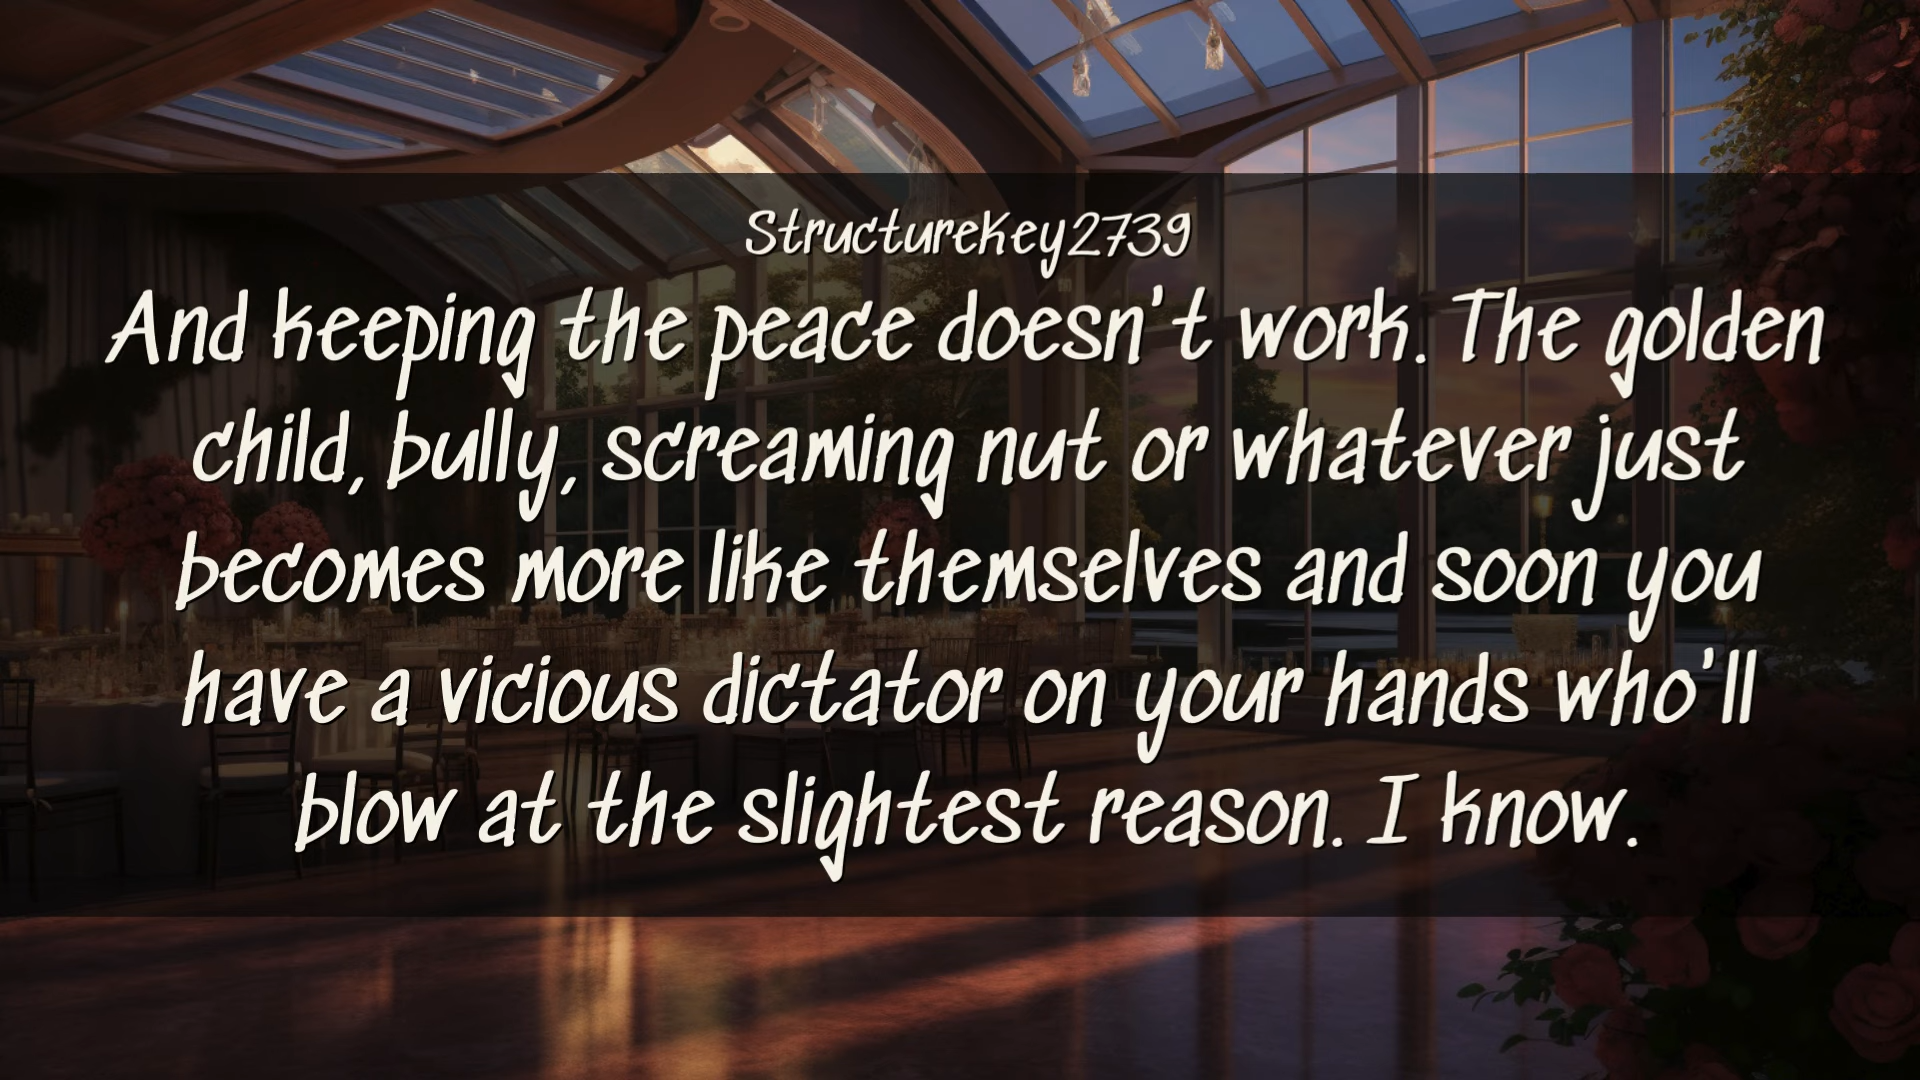 StructureKey2739
And keeping the peace doesn't work. The golden
child, bully, screaming nut or whatever just
becomes more like themselves and soon you
have a vicious dictator on your hands who'll
blow at the slightest reason. I know.